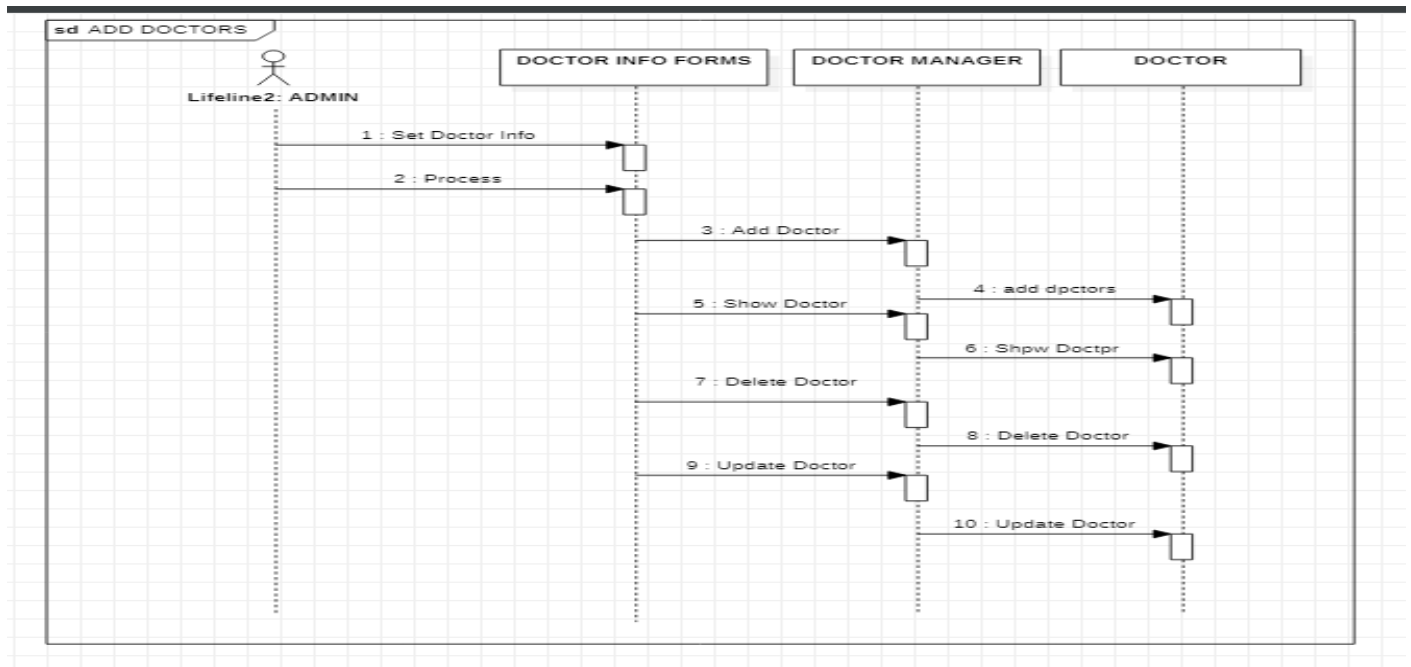 sd ADD DOCTORS
DOCTOR INFO FORMS
DOCTOR MANAGER
DOCTOR
Lifeline2: ADMIN
1 : Set Doctor Info
2 : Process
3 : Add Doctor
4 : add dpctors
5 : Show Doctor
6 : Shpw Doctpr
7 : Delete Doctor
8 : Delete Doctor
9 : Update Doctor
10 : Update Doctor